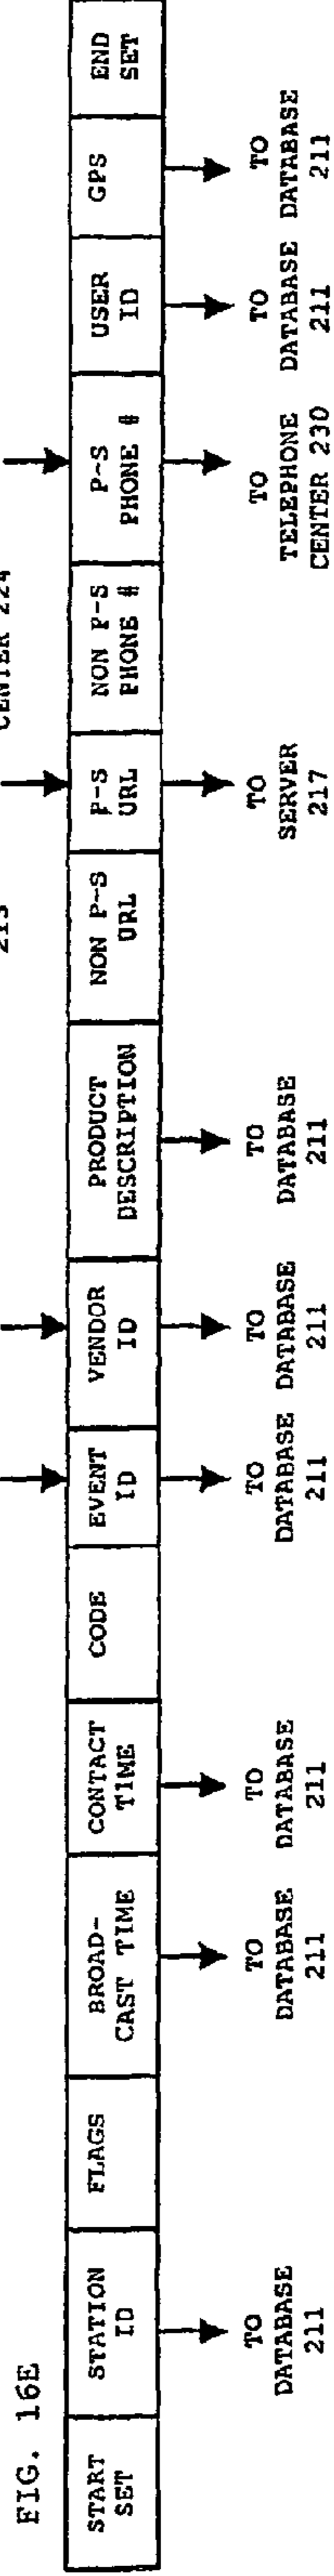 213
CENTER 224
FIG. 16E
START
SET
STATION
ID
FLAGS
BROAD-
CAST TIME
CONTACT
TIME
CODE
EVENT
ID
VENDOR
ID
PRODUCT
DESCRIPTION
NON P-S
URL
P-S
URL
NON P-S
PHONE #
P-S
PHONE #
USER
ID
GPS
END
SET
TO
DATABASE
211
TO
DATABASE
211
TO
DATABASE
211
TO
DATABASE
211
TO
DATABASE
211
TO
DATABASE
211
TO
SERVER
217
TO
TELEPHONE
CENTER 230
TO
DATABASE
211
TO
DATABASE
211